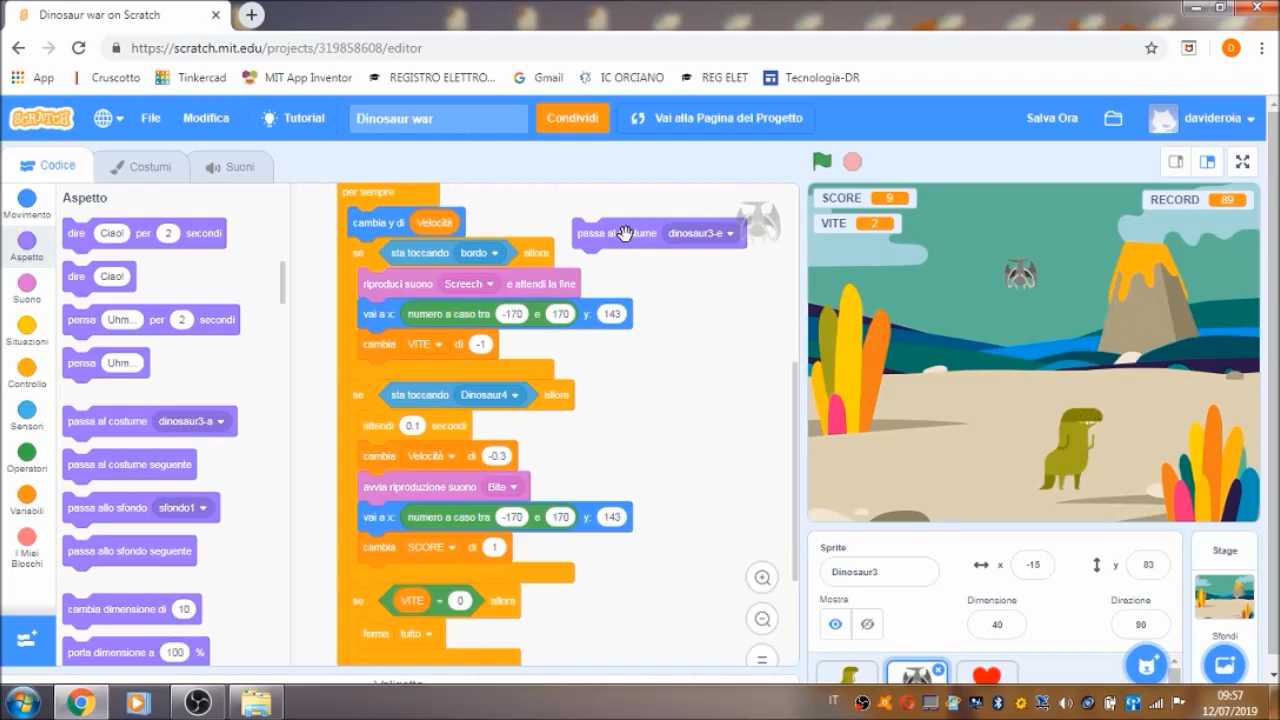 Dinosaur war on Scratch
https://scratch.mit.edu/projects/319858608/editor
D
App Cruscotto Tinkercad MIT App Inventor REGISTRO ELETTRO... Gmail IC ORCIANO REG ELET Tecnologia-DR
SCRATCH File Modifica Tutorial Dinosaur war Condividi Vai alla Pagina del Progetto Salva Ora davideroia
Codice Costumi Suoni
Movimento
Aspetto
Suono
Situazioni
Controllo
Sensori
Operatori
Variabili
I Miei
Blocchi
Aspetto
dire Ciao! per 2 secondi
dire Ciao!
pensa Uhm... per 2 secondi
pensa Uhm...
passa al costume dinosaur3-a
passa al costume seguente
passa allo sfondo sfondo1
passa allo sfondo seguente
cambia dimensione di 10
porta dimensione a 100 %
per sempre
cambia y di Velocità
se sta toccando bordo allora
riproduci suono Screech e attendi la fine
vai a x: numero a caso tra -170 e 170 y: 143
cambia VITE di -1
se sta toccando Dinosaur4 allora
attendi 0.1 secondi
cambia Velocità di -0.3
avvia riproduzione suono Bite
vai a x: numero a caso tra -170 e 170 y: 143
cambia SCORE di 1
se VITE = 0 allora
ferma tutto
passa al costume dinosaur3-e
SCORE 9
VITE 2
RECORD 89
Sprite
Dinosaur3
x -15
y 83
Mostra
Dimensione
40
Direzione
90
Stage
Sfondi
IT
09:57
12/07/2019